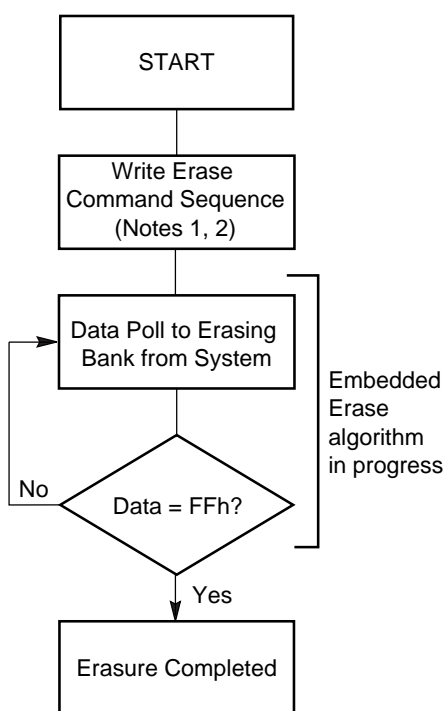 START
Write Erase
Command Sequence
(Notes 1, 2)
Data Poll to Erasing
Bank from System
Embedded
Erase
algorithm
in progress
No
Data = FFh?
Yes
Erasure Completed